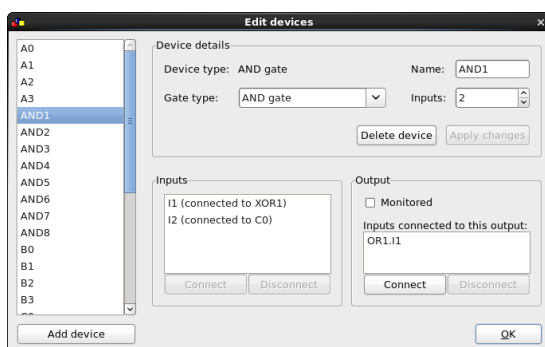 Edit devices
A0
A1
A2
A3
AND1
AND2
AND3
AND4
AND5
AND6
AND7
AND8
B0
B1
B2
B3
Add device
Device details
Device type: AND gate
Name: AND1
Gate type: AND gate
Inputs: 2
Delete device
Apply changes
Inputs
I1 (connected to XOR1)
I2 (connected to C0)
Connect
Disconnect
Output
Monitored
Inputs connected to this output:
OR1.I1
Connect
Disconnect
OK